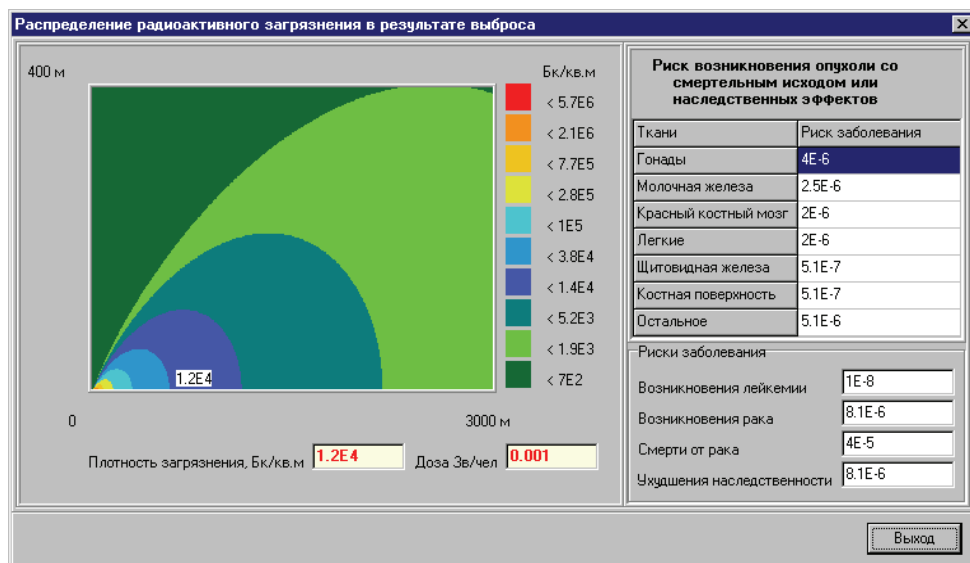 Распределение радиоактивного загрязнения в результате выброса
400 м
Бк/кв.м
< 5.7E6
< 2.1E6
< 7.7E5
< 2.8E5
< 1E5
< 3.8E4
< 1.4E4
< 5.2E3
< 1.9E3
< 7E2
1.2E4
0
3000 м
Плотность загрязнения, Бк/кв.м 1.2E4 Доза Зв/чел 0.001
Риск возникновения опухоли со
смертельным исходом или
наследственных эффектов
Ткани Риск заболевания
Гонады 4E-6
Молочная железа 2.5E-6
Красный костный мозг 2E-6
Легкие 2E-6
Щитовидная железа 5.1E-7
Костная поверхность 5.1E-7
Остальное 5.1E-6
Риски заболевания
Возникновения лейкемии 1E-8
Возникновения рака 8.1E-6
Смерти от рака 4E-5
Ухудшения наследственности 8.1E-6
Выход